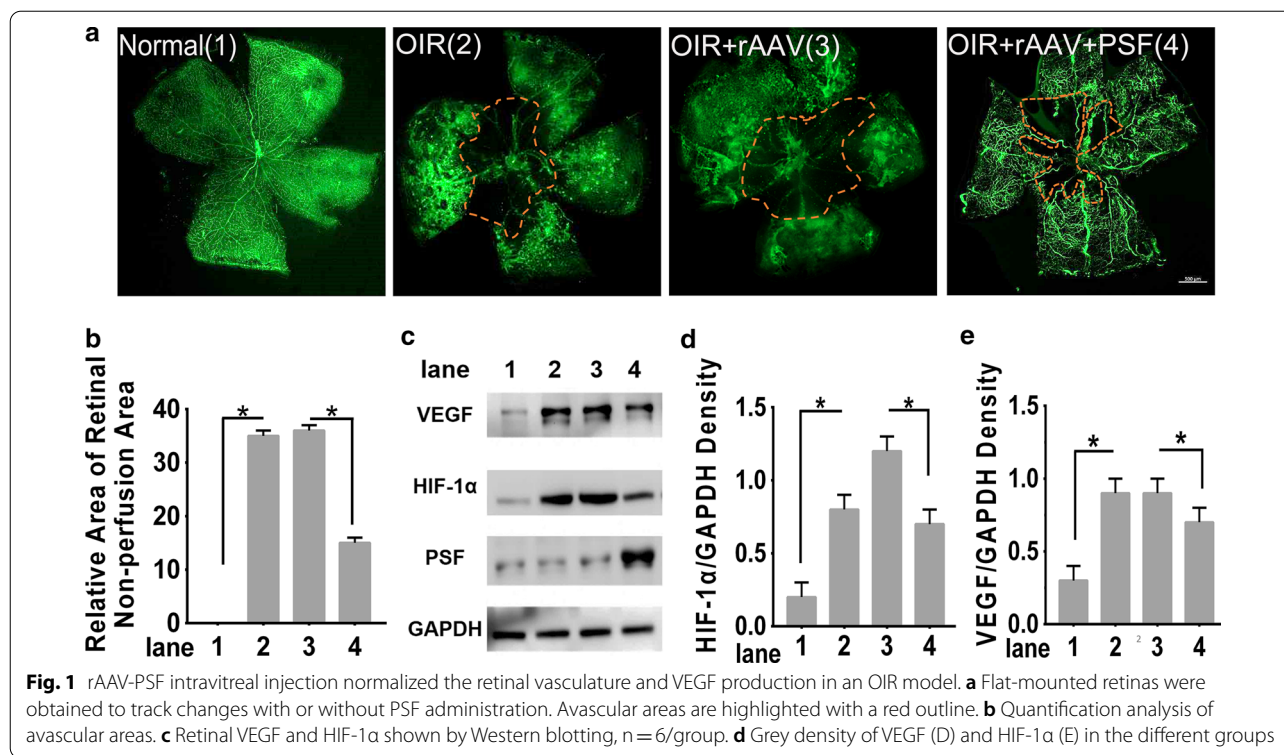 a
Normal(1) OIR(2) OIR+rAAV(3) OIR+rAAV+PSF(4)
500 µm
b
Relative Area of Retinal
Non-perfusion Area
40
30
20
10
0
* *
lane 1 2 3 4
c
lane 1 2 3 4
VEGF
HIF-1α
PSF
GAPDH
d
HIF-1α/GAPDH Density
1.5
1.0
0.5
0.0
* *
lane 1 2 3 4
e
VEGF/GAPDH Density
1.5
1.0
0.5
0.0
* *
lane 1 2 2 3 4
Fig. 1 rAAV-PSF intravitreal injection normalized the retinal vasculature and VEGF production in an OIR model. a Flat-mounted retinas were
obtained to track changes with or without PSF administration. Avascular areas are highlighted with a red outline. b Quantification analysis of
avascular areas. c Retinal VEGF and HIF-1α shown by Western blotting, n = 6/group. d Grey density of VEGF (D) and HIF-1α (E) in the different groups